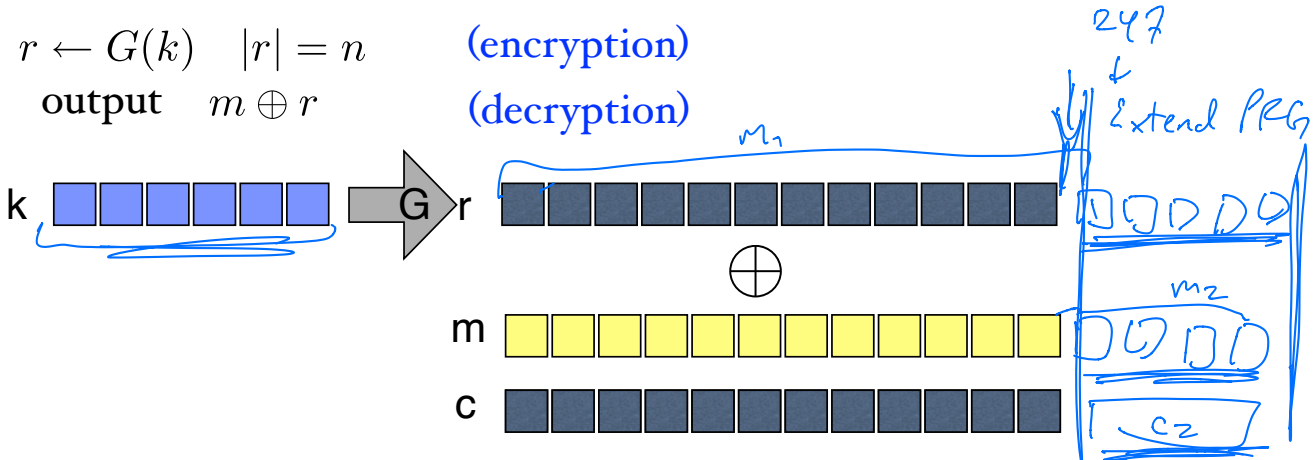 r ← G(k) |r| = n
(encryption)
247
output m ⊕ r
(decryption)
Extend PRG
m1
k
G
r
m2
m
c
c2